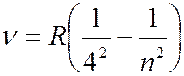 ν = R(1/4² − 1/n²)